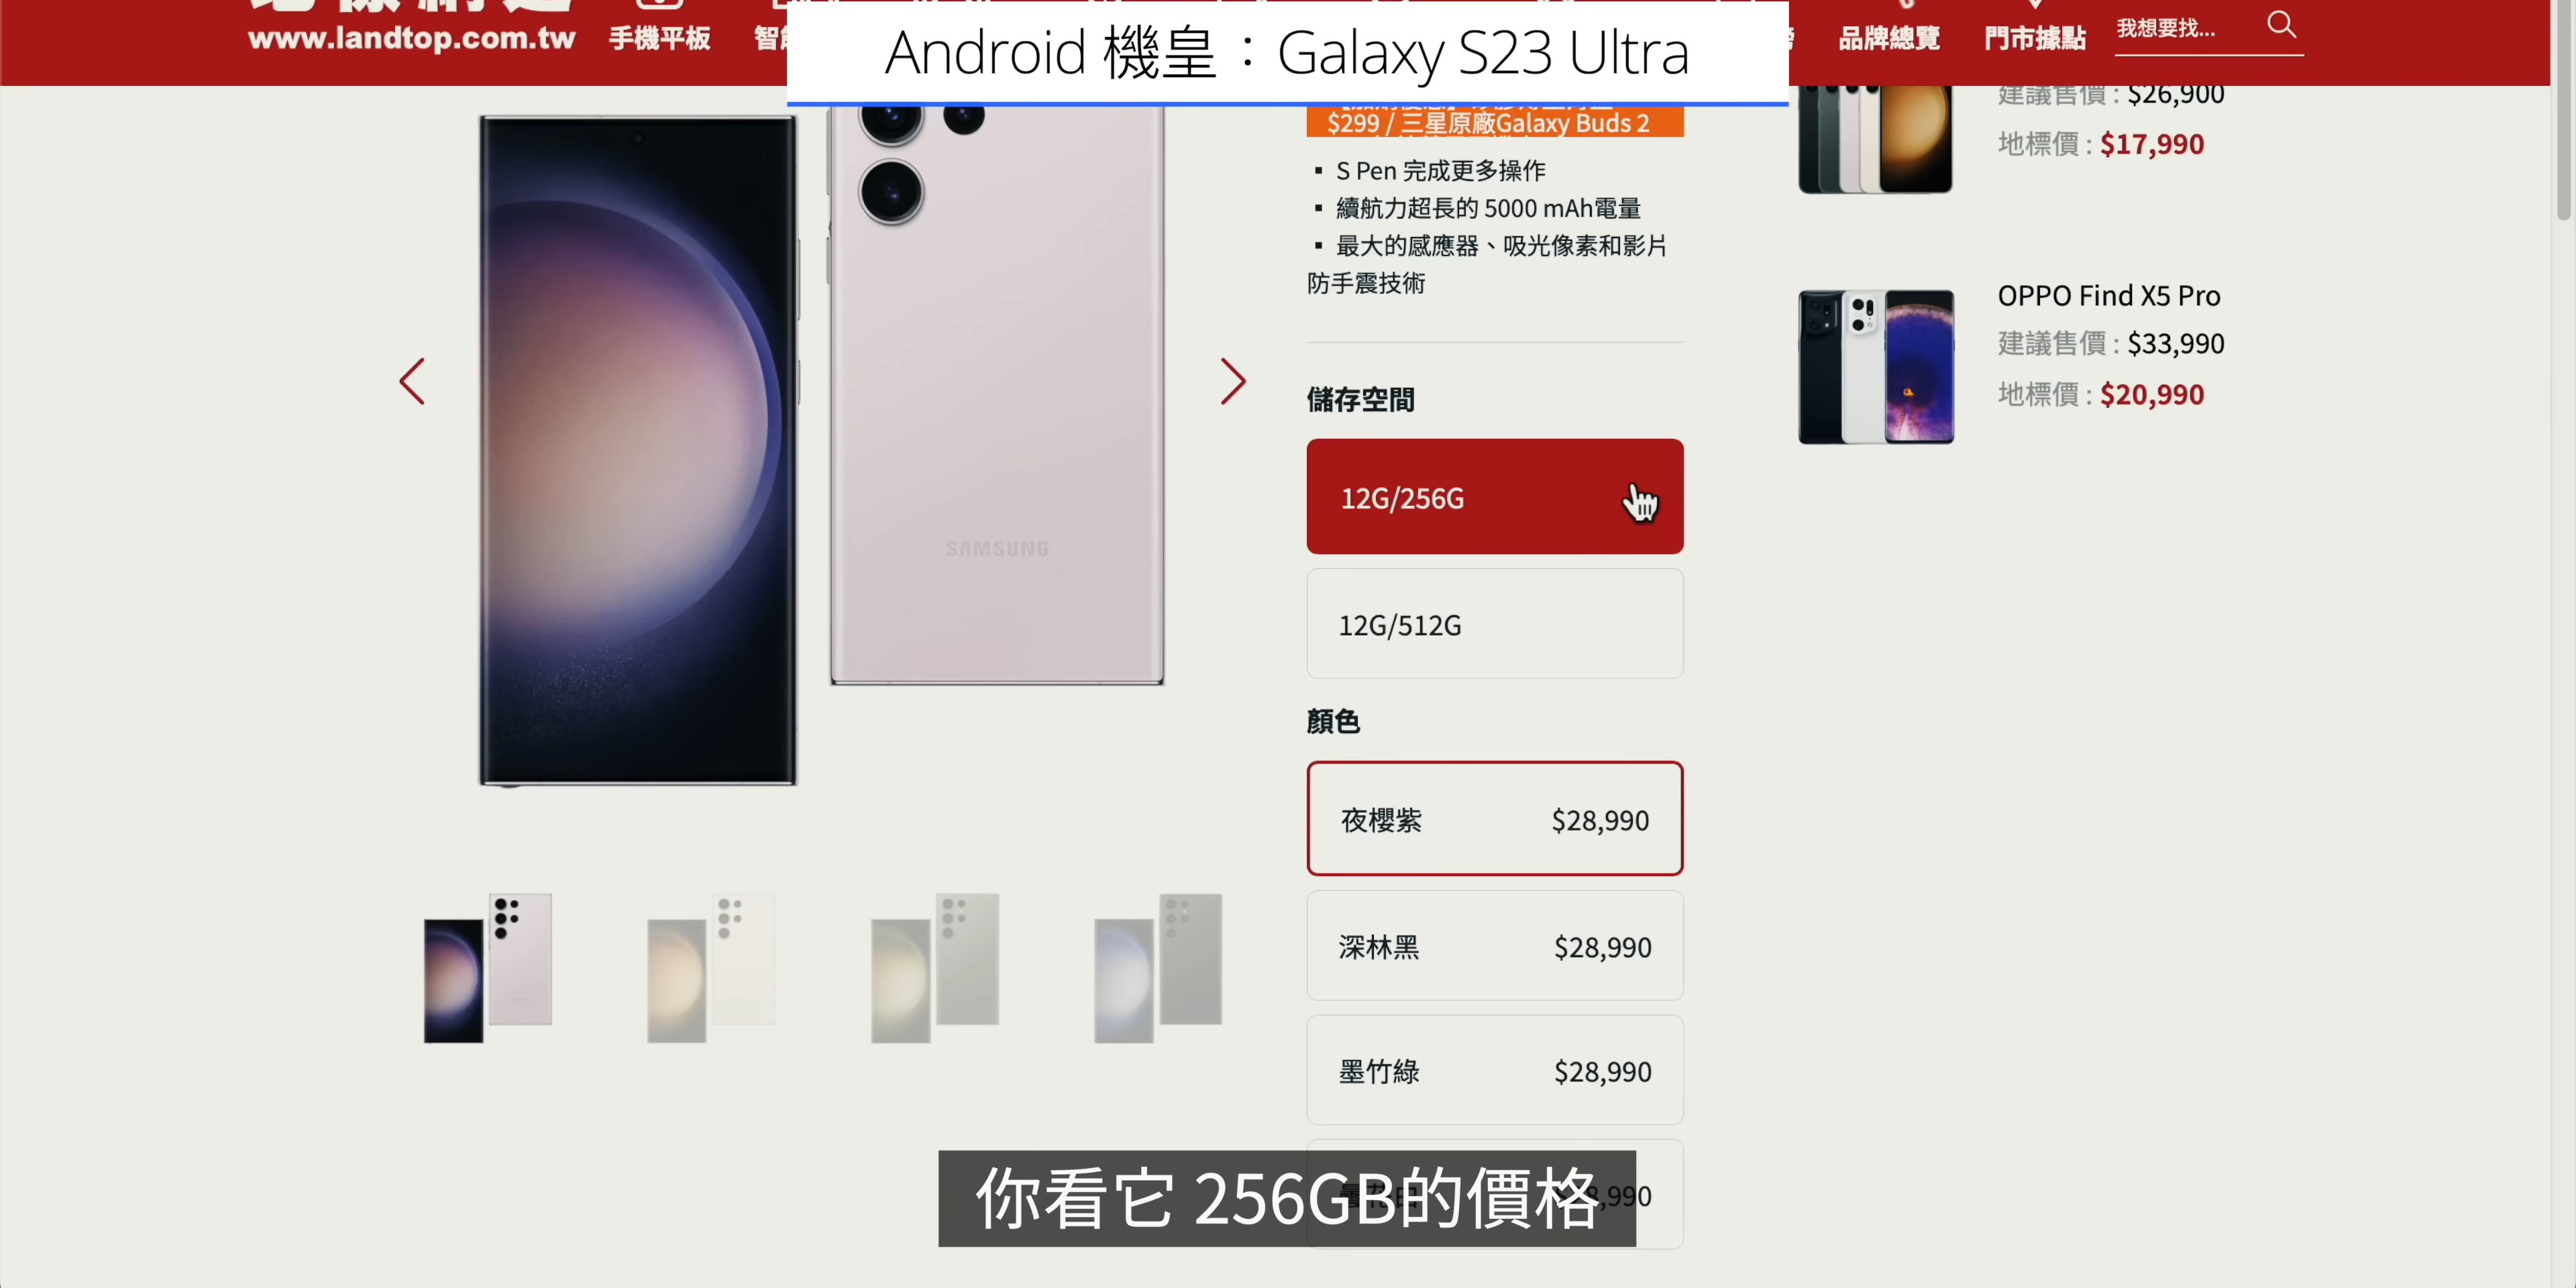 www.landtop.com.tw
手機平板
Android 機皇：Galaxy S23 Ultra
品牌總覽
門市據點
我想要找...
$299 / 三星原廠Galaxy Buds 2
▪ S Pen 完成更多操作
▪ 續航力超長的 5000 mAh電量
▪ 最大的感應器、吸光像素和影片
防手震技術
儲存空間
12G/256G
12G/512G
顏色
夜櫻紫 $28,990
深林黑 $28,990
墨竹綠 $28,990
建議售價 : $26,900
地標價 : $17,990
OPPO Find X5 Pro
建議售價 : $33,990
地標價 : $20,990
SAMSUNG
你看它 256GB的價格